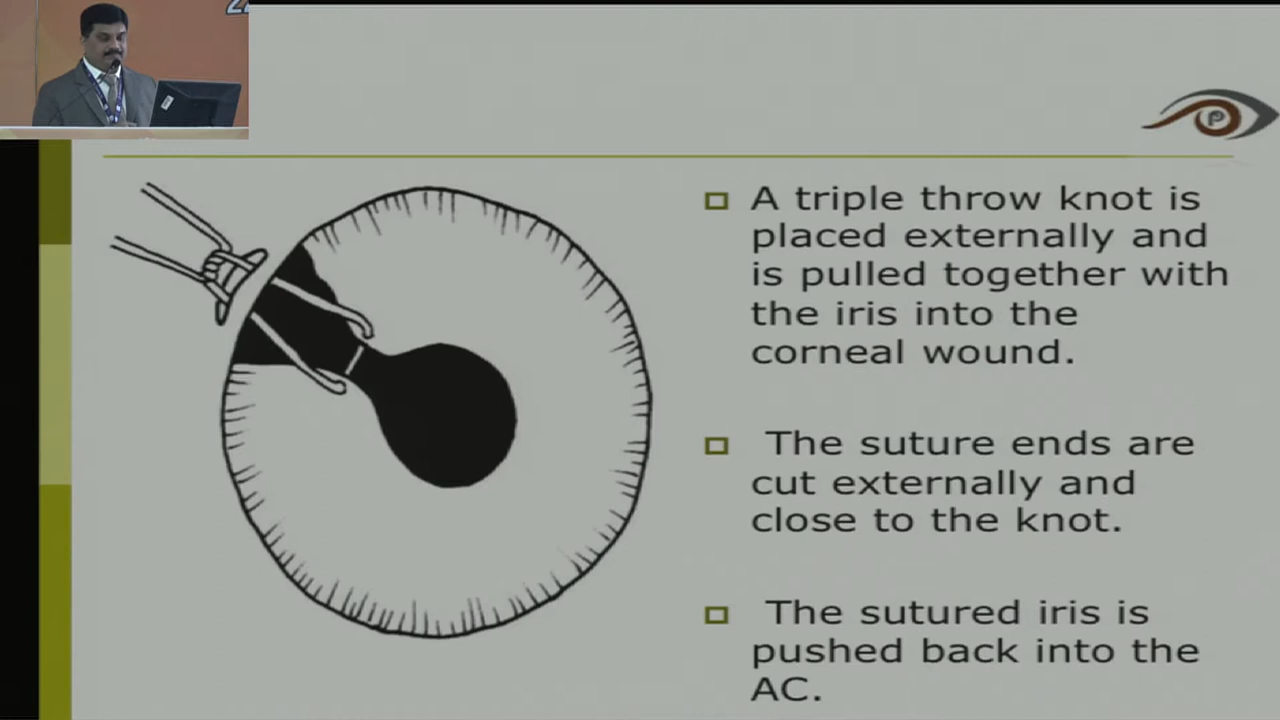 A triple throw knot is
placed externally and
is pulled together with
the iris into the
corneal wound.
The suture ends are
cut externally and
close to the knot.
The sutured iris is
pushed back into the
AC.